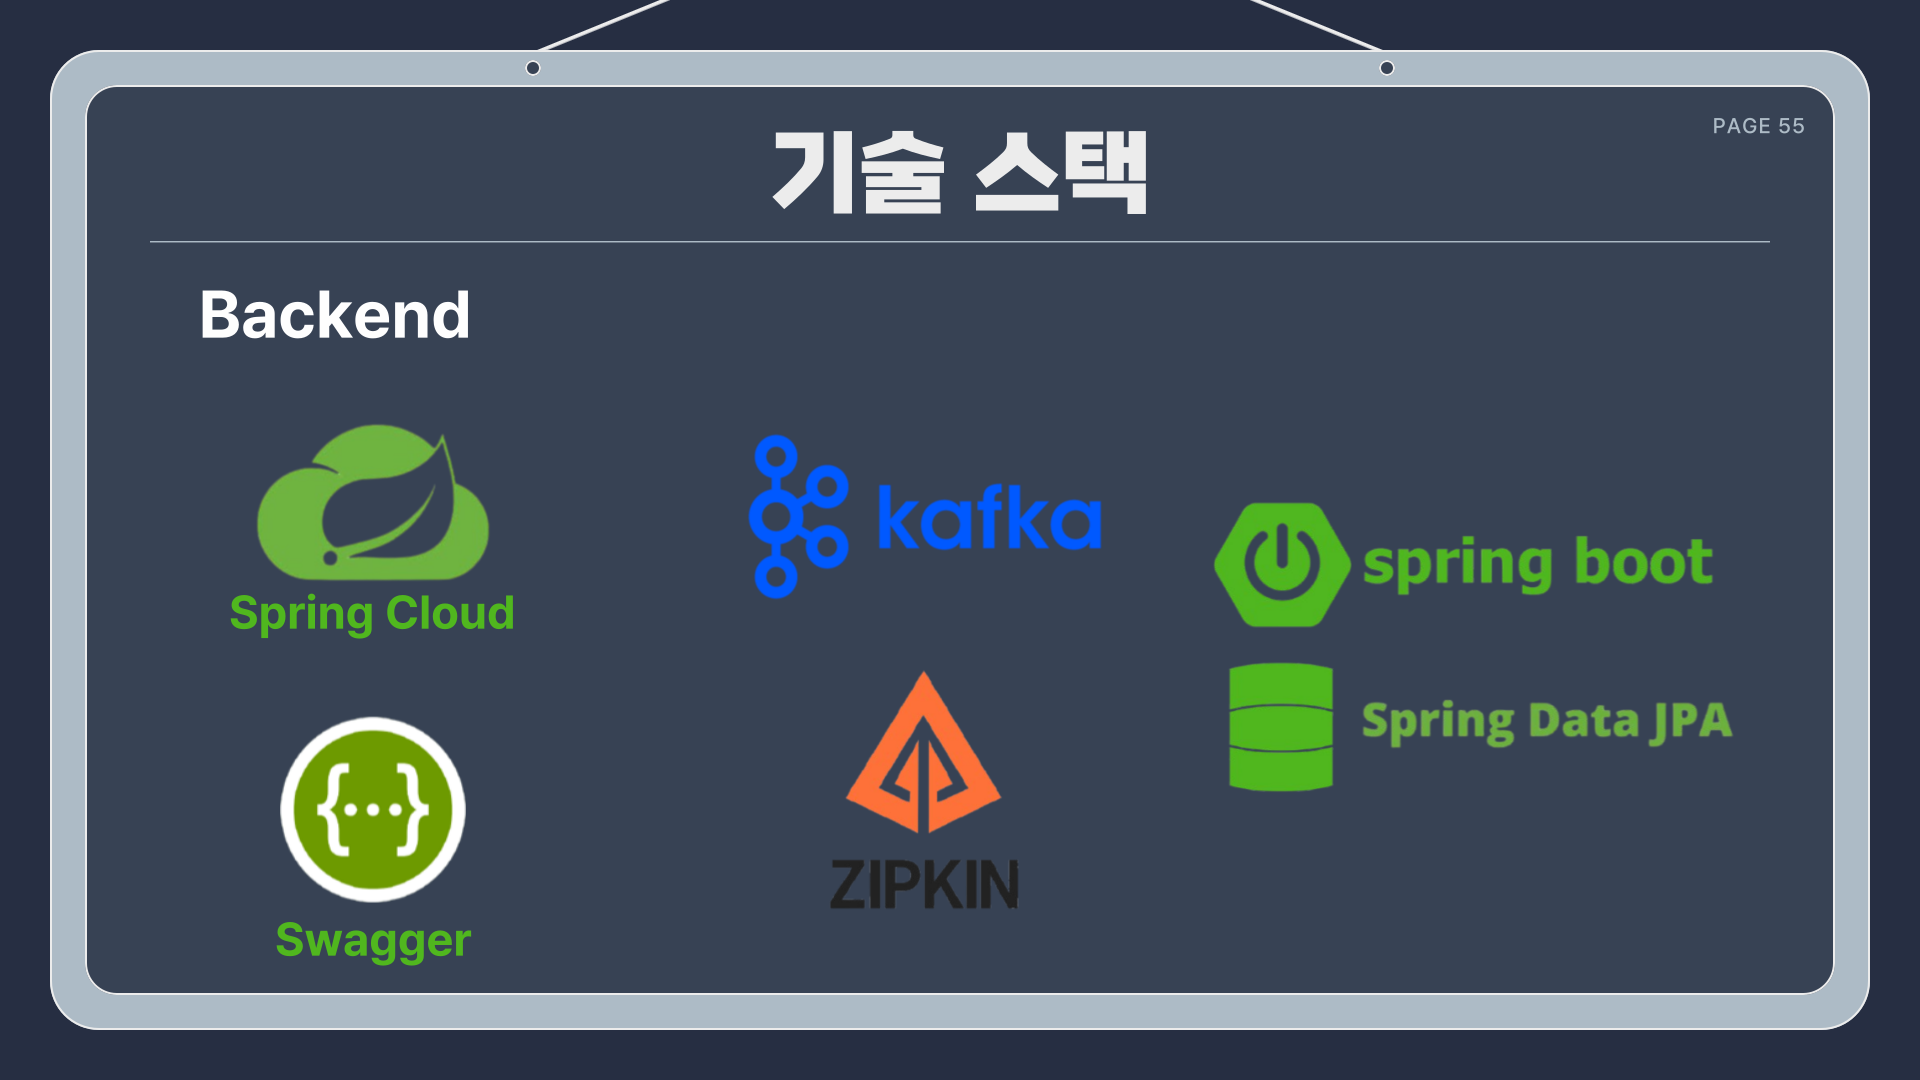 PAGE 55
기술 스택
Backend
Spring Cloud
kafka
spring boot
Spring Data JPA
{···}
Swagger
ZIPKIN